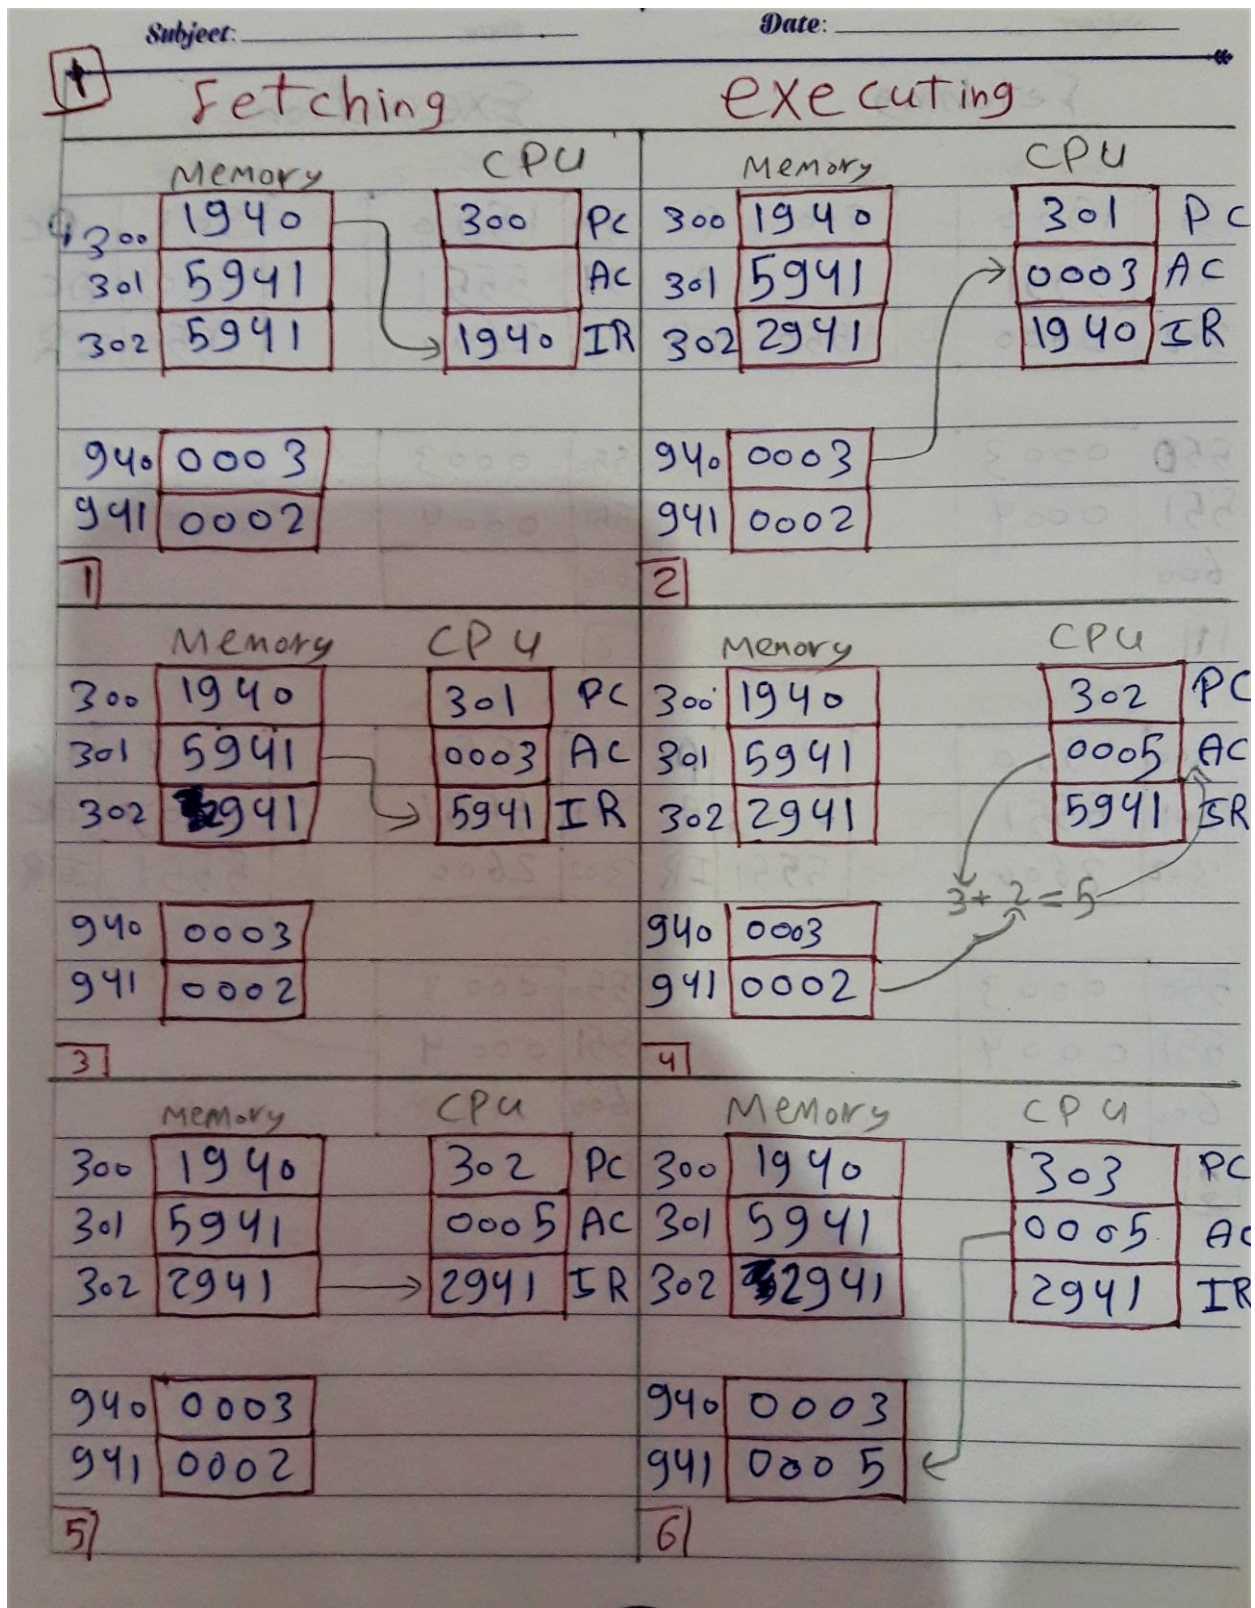 Subject: Date:
1
Fetching executing
Memory CPU Memory CPU
300 1940 300 PC 300 1940 301 PC
301 5941 AC 301 5941 0003 AC
302 5941 1940 IR 302 2941 1940 IR
940 0003 940 0003
941 0002 941 0002
1 2
Memory CPU Memory CPU
300 1940 301 PC 300 1940 302 PC
301 5941 0003 AC 301 5941 0005 AC
302 2941 5941 IR 302 2941 5941 IR
3+2=5
940 0003 940 0003
941 0002 941 0002
3 4
Memory CPU Memory CPU
300 1940 302 PC 300 1940 303 PC
301 5941 0005 AC 301 5941 0005 AC
302 2941 2941 IR 302 2941 2941 IR
940 0003 940 0003
941 0002 941 0005
5 6